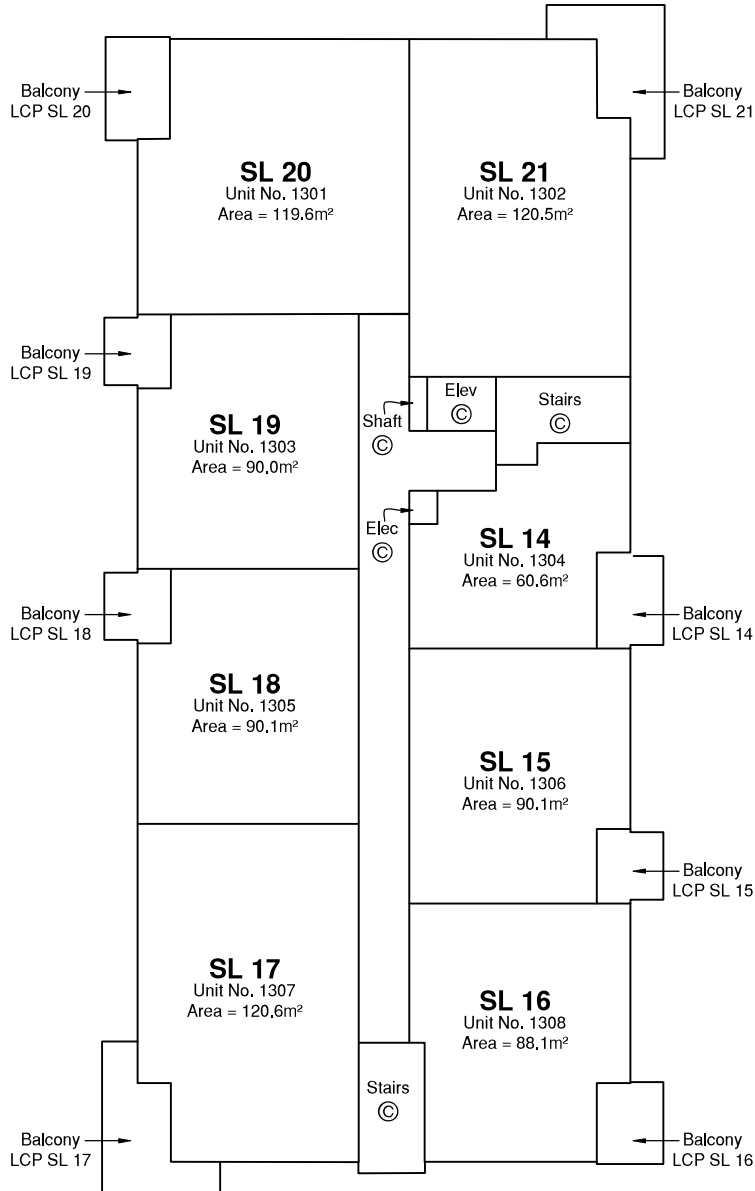 Balcony
LCP SL 20
SL 20
Unit No. 1301
Area = 119.6m²
SL 21
Unit No. 1302
Area = 120.5m²
Balcony
LCP SL 21
Balcony
LCP SL 19
SL 19
Unit No. 1303
Area = 90.0m²
Shaft
©
Elev
©
Stairs
©
Elec
©
SL 14
Unit No. 1304
Area = 60.6m²
Balcony
LCP SL 14
Balcony
LCP SL 18
SL 18
Unit No. 1305
Area = 90.1m²
SL 15
Unit No. 1306
Area = 90.1m²
Balcony
LCP SL 15
SL 17
Unit No. 1307
Area = 120.6m²
SL 16
Unit No. 1308
Area = 88.1m²
Stairs
©
Balcony
LCP SL 17
Balcony
LCP SL 16